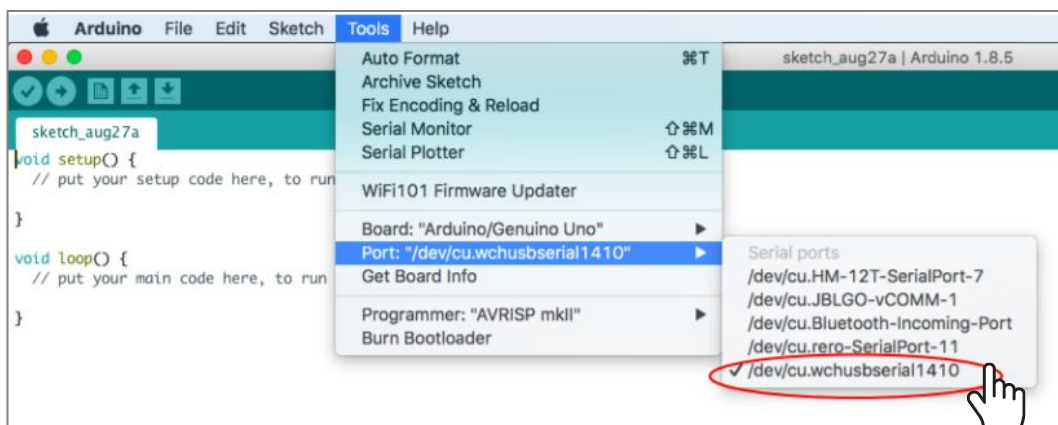 Arduino File Edit Sketch Tools Help
sketch_aug27a | Arduino 1.8.5
sketch_aug27a
void setup() {
// put your setup code here, to run
}
void loop() {
// put your main code here, to run
}
Auto Format ⌘T
Archive Sketch
Fix Encoding & Reload
Serial Monitor ⇧⌘M
Serial Plotter ⇧⌘L
WiFi101 Firmware Updater
Board: "Arduino/Genuino Uno"
Port: "/dev/cu.wchusbserial1410"
Get Board Info
Programmer: "AVRISP mkII"
Burn Bootloader
Serial ports
/dev/cu.HM-12T-SerialPort-7
/dev/cu.JBLGO-vCOMM-1
/dev/cu.Bluetooth-Incoming-Port
/dev/cu.rero-SerialPort-11
✓ /dev/cu.wchusbserial1410